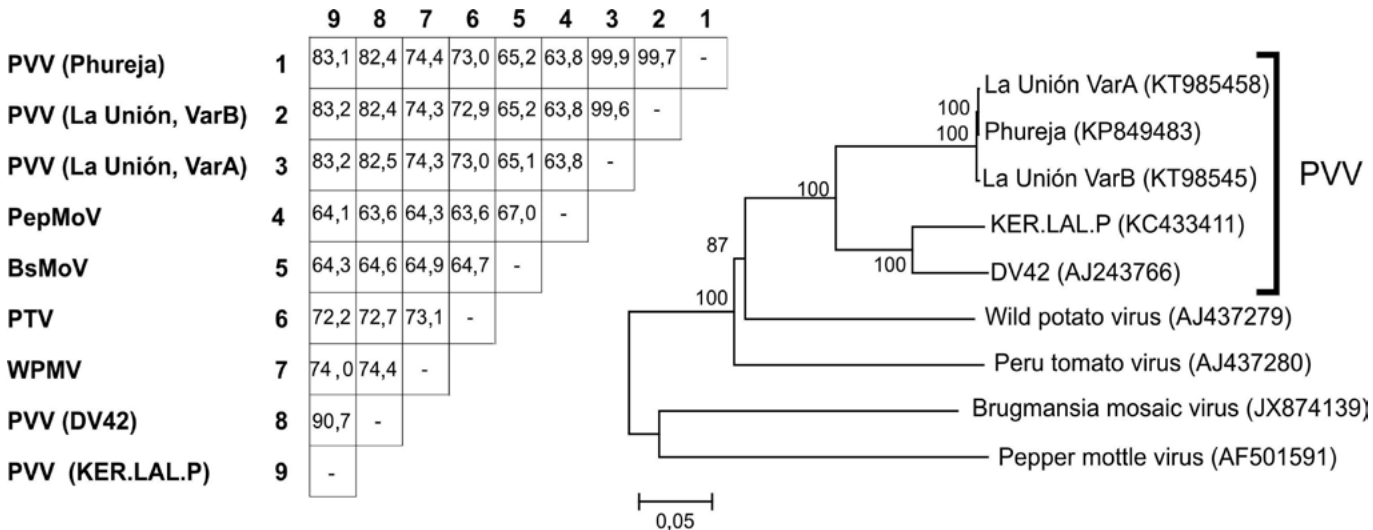 9 8 7 6 5 4 3 2 1
PVV (Phureja) 1 83,1 82,4 74,4 73,0 65,2 63,8 99,9 99,7 -
PVV (La Unión, VarB) 2 83,2 82,4 74,3 72,9 65,2 63,8 99,6 -
PVV (La Unión, VarA) 3 83,2 82,5 74,3 73,0 65,1 63,8 -
PepMoV 4 64,1 63,6 64,3 63,6 67,0 -
BsMoV 5 64,3 64,6 64,9 64,7 -
PTV 6 72,2 72,7 73,1 -
WPMV 7 74,0 74,4 -
PVV (DV42) 8 90,7 -
PVV (KER.LAL.P) 9 -
La Unión VarA (KT985458)
100
100
Phureja (KP849483)
La Unión VarB (KT98545)
PVV
100
KER.LAL.P (KC433411)
87
100
DV42 (AJ243766)
100
Wild potato virus (AJ437279)
Peru tomato virus (AJ437280)
Brugmansia mosaic virus (JX874139)
Pepper mottle virus (AF501591)
0,05